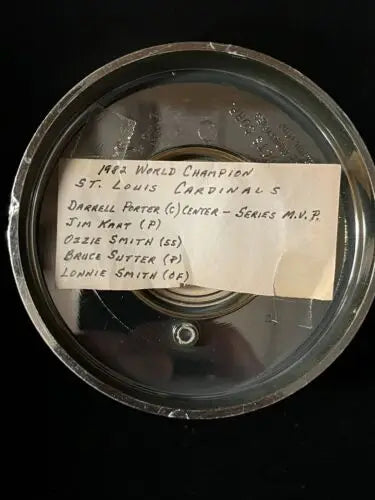 1982 WORLD CHAMPION
ST. LOUIS CARDINALS
DARRELL PORTER (C) CENTER - SERIES M.V.P.
JIM KAAT (P)
OZZIE SMITH (SS)
BRUCE SUTTER (P)
LONNIE SMITH (OF)